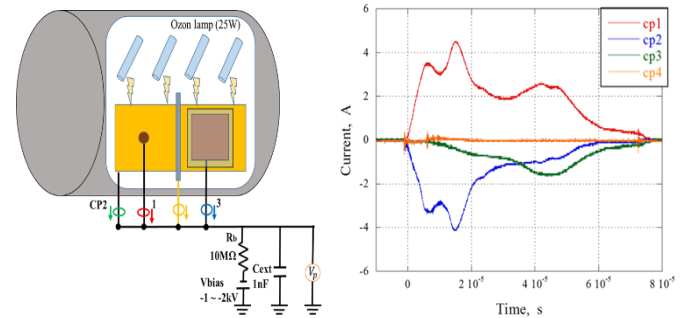 Ozon lamp (25W)
CP2
1
3
Rb
10MΩ
Vbias
-1 ~ -2kV
Cext
1nF
Vp
6
4
2
0
-2
-4
-6
Current, A
cp1
cp2
cp3
cp4
0
2 10-5
4 10-5
6 10-5
8 10-5
Time, s